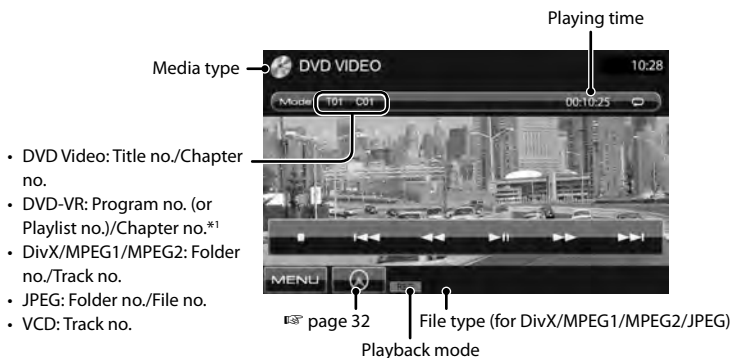 Playing time
Media type
DVD VIDEO
10:28
Mode T01 C01 00:10:25
• DVD Video: Title no./Chapter
no.
• DVD-VR: Program no. (or
Playlist no.)/Chapter no.*1
• DivX/MPEG1/MPEG2: Folder
no./Track no.
• JPEG: Folder no./File no.
• VCD: Track no.
MENU
☞ page 32
File type (for DivX/MPEG1/MPEG2/JPEG)
Playback mode